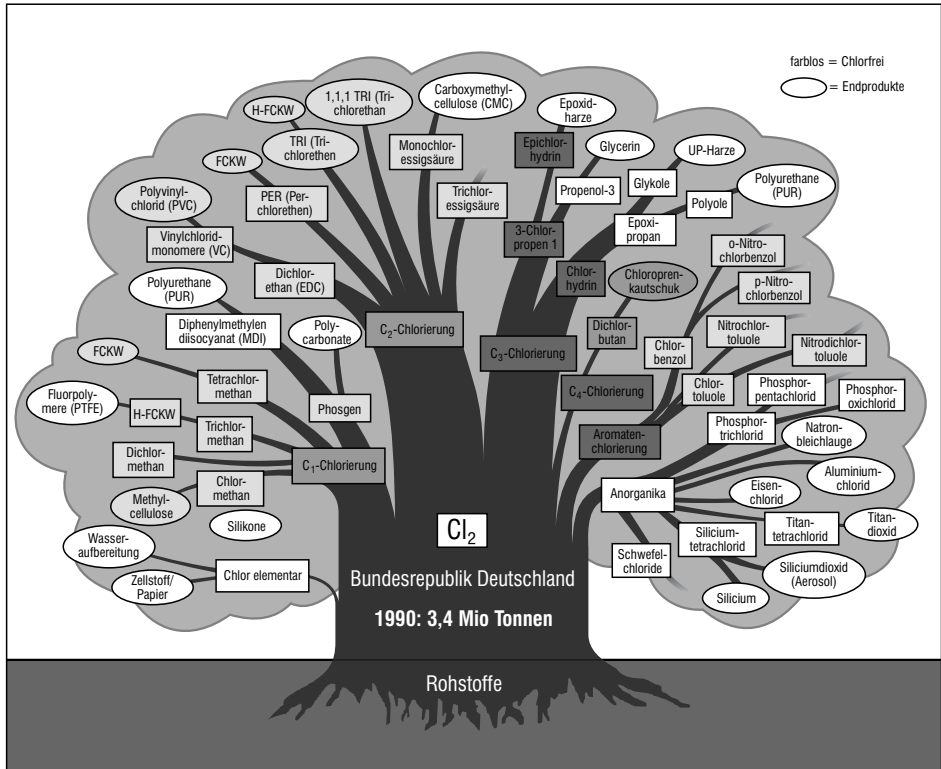 farblos = Chlorfrei
= Endprodukte
1,1,1 TRI (Tri-
chlorethan
H-FCKW
Carboxymethyl-
cellulose (CMC)
TRI (Tri-
chlorethen
Monochlor-
essigsäure
FCKW
PER (Per-
chlorethen)
Trichlor-
essigsäure
Polyvinyl-
chlorid (PVC)
Vinylchlorid-
monomere (VC)
Dichlor-
ethan (EDC)
C2-Chlorierung
Epoxid-
harze
Epichlor-
hydrin
Glycerin
UP-Harze
Propenol-3
Glykole
Polyole
Polyurethane
(PUR)
3-Chlor-
propen 1
Epoxi-
propan
Chlor-
hydrin
C3-Chlorierung
Chloropren-
kautschuk
Dichlor-
butan
C4-Chlorierung
o-Nitro-
chlorbenzol
p-Nitro-
chlorbenzol
Chlor-
benzol
Nitrochlor-
toluole
Nitrodichlor-
toluole
Chlor-
toluole
Aromaten-
chlorierung
Polyurethane
(PUR)
Diphenylmethylen
diisocyanat (MDI)
Poly-
carbonate
Phosgen
FCKW
Tetrachlor-
methan
Fluorpoly-
mere (PTFE)
H-FCKW
Trichlor-
methan
Dichlor-
methan
C1-Chlorierung
Chlor-
methan
Methyl-
cellulose
Silikone
Wasser-
aufbereitung
Zellstoff/
Papier
Chlor elementar
Phosphor-
pentachlorid
Phosphor-
oxichlorid
Phosphor-
trichlorid
Natron-
bleichlauge
Anorganika
Eisen-
chlorid
Aluminium-
chlorid
Titan-
tetrachlorid
Titan-
dioxid
Silicium-
tetrachlorid
Siliciumdioxid
(Aerosol)
Schwefel-
chloride
Silicium
Cl2
Bundesrepublik Deutschland
1990: 3,4 Mio Tonnen
Rohstoffe